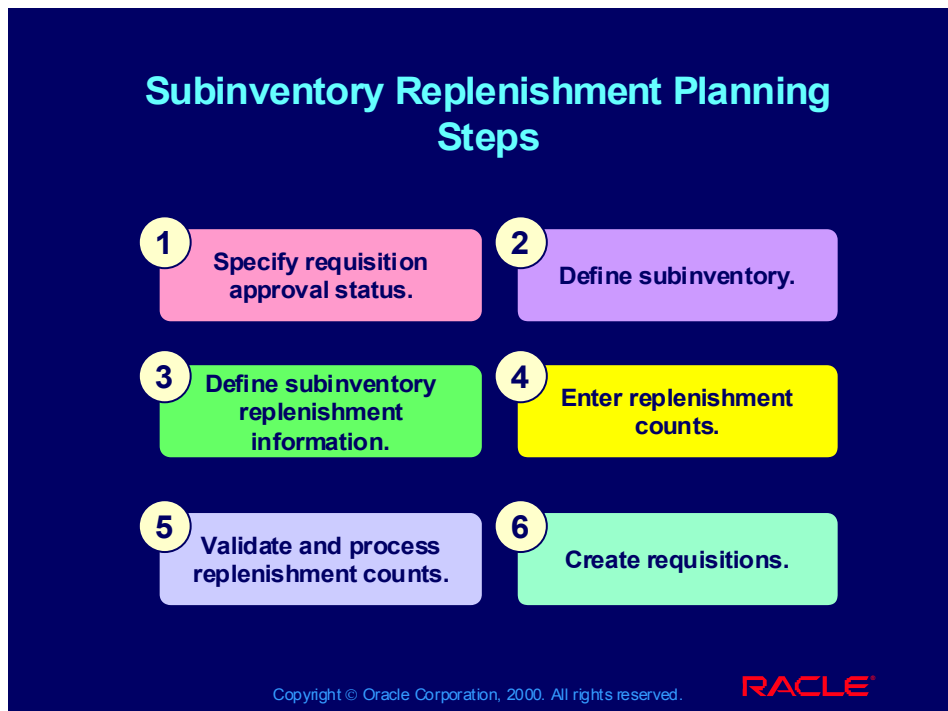 Subinventory Replenishment Planning
Steps
1
Specify requisition
approval status.
2
Define subinventory.
3
Define subinventory
replenishment
information.
4
Enter replenishment
counts.
5
Validate and process
replenishment counts.
6
Create requisitions.
Copyright © Oracle Corporation, 2000. All rights reserved.
RACLE®